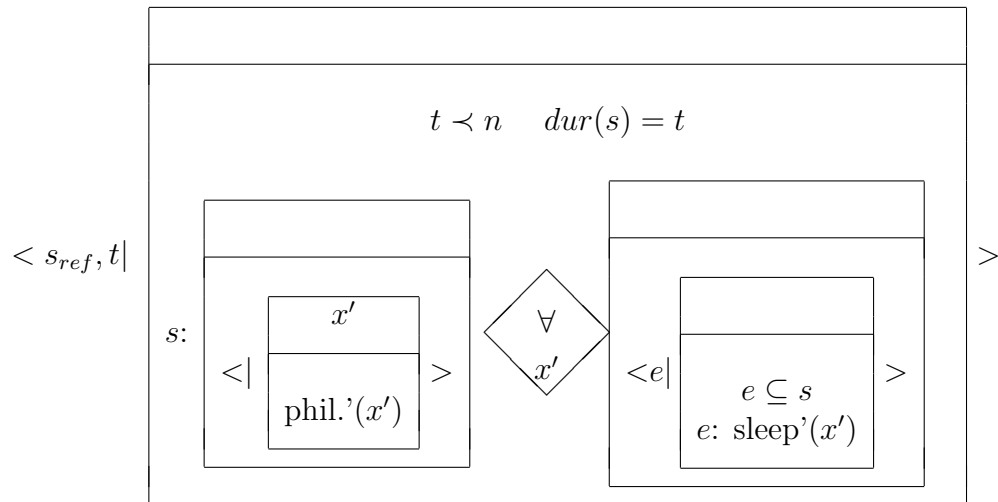 t ≺ n dur(s) = t
< s_ref, t| >
s:
x′
<| >
phil.’(x′)
∀
x′
<e| >
e ⊆ s
e: sleep’(x′)